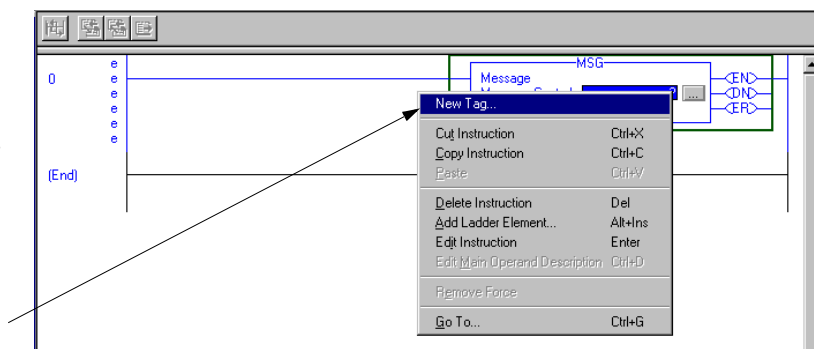 MSG
e
0 e Message EN
e ? ... DN
e ER
e
e
New Tag...
Cut Instruction Ctrl+X
Copy Instruction Ctrl+C
Paste Ctrl+V
(End)
Delete Instruction Del
Add Ladder Element... Alt+Ins
Edit Instruction Enter
Edit Main Operand Description Ctrl+D
Remove Force
Go To... Ctrl+G